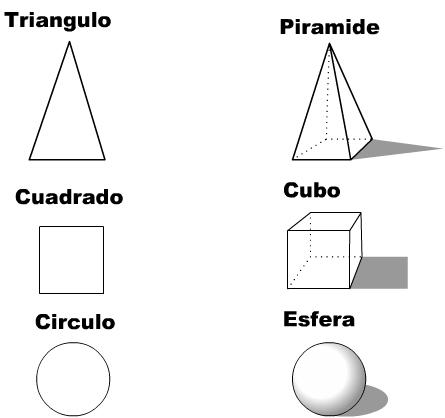 Triangulo
Piramide
Cuadrado
Cubo
Circulo
Esfera